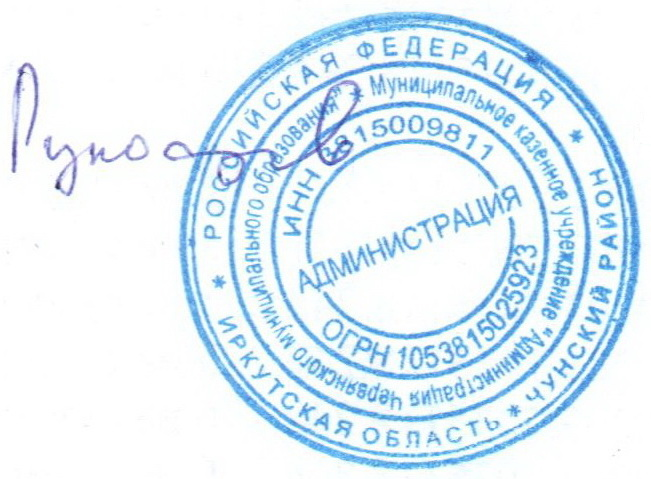 * РОССИЙСКАЯ ФЕДЕРАЦИЯ * ЧУНСКИЙ РАЙОН * ИРКУТСКАЯ ОБЛАСТЬ
* Муниципальное казенное учреждение "Администрация Червянского муниципального образования"
ИНН 3815009811
АДМИНИСТРАЦИЯ
ОГРН 1053815025923